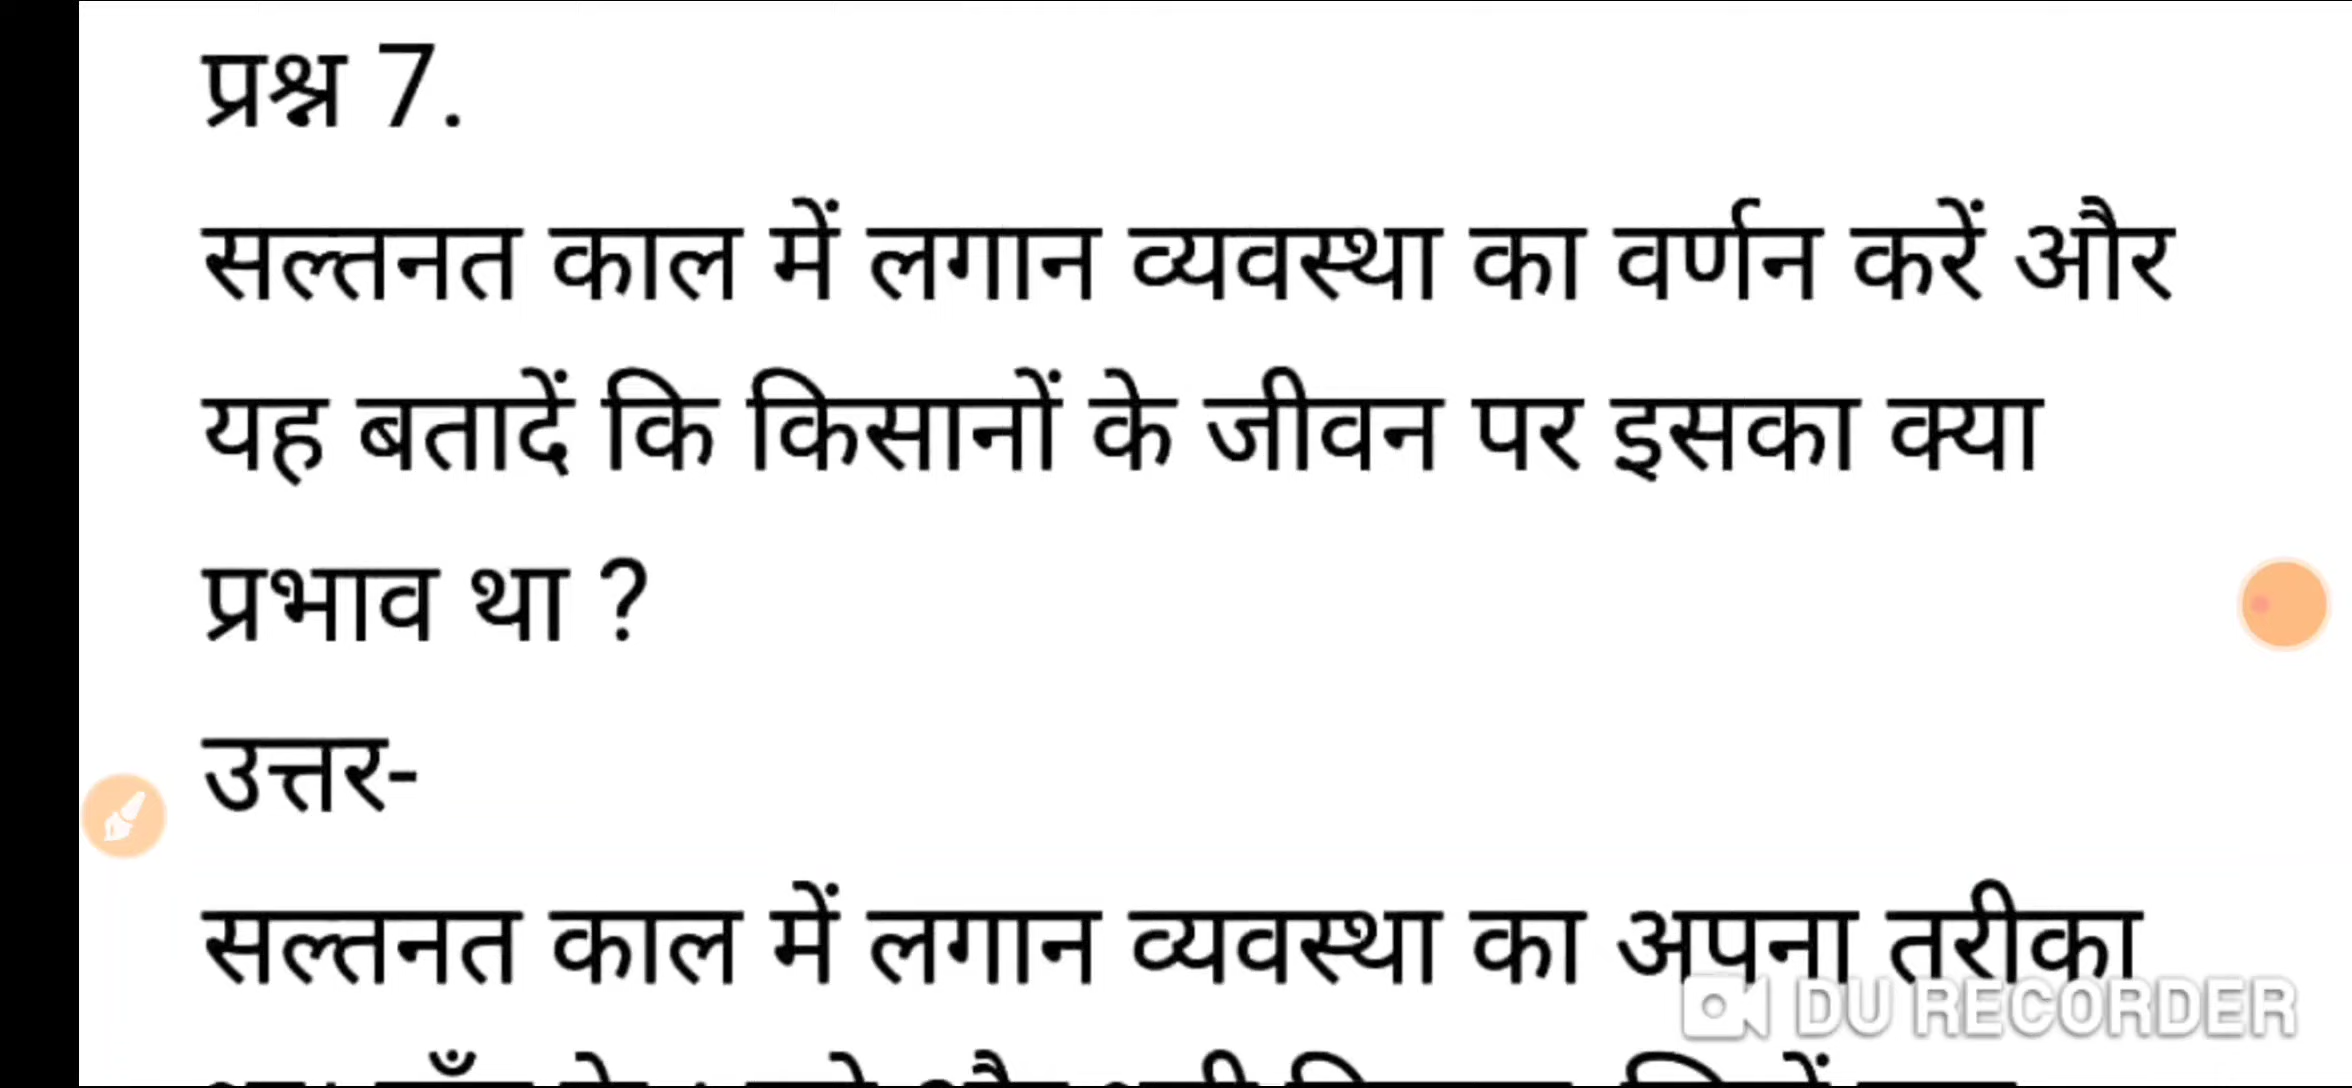 प्रश्न 7.
सल्तनत काल में लगान व्यवस्था का वर्णन करें और
यह बतादें कि किसानों के जीवन पर इसका क्या
प्रभाव था ?
उत्तर-
सल्तनत काल में लगान व्यवस्था का अपना तरीका
DU RECORDER